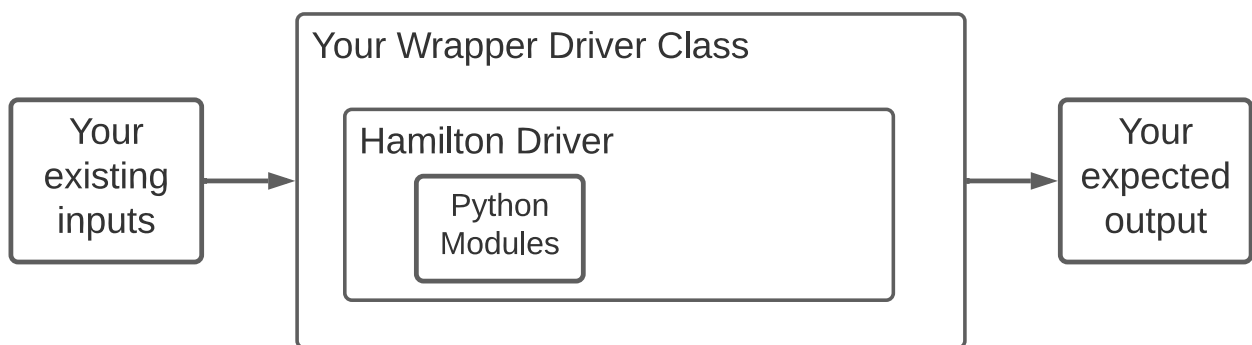 Your Wrapper Driver Class
Your
existing
inputs
Hamilton Driver
Python
Modules
Your
expected
output